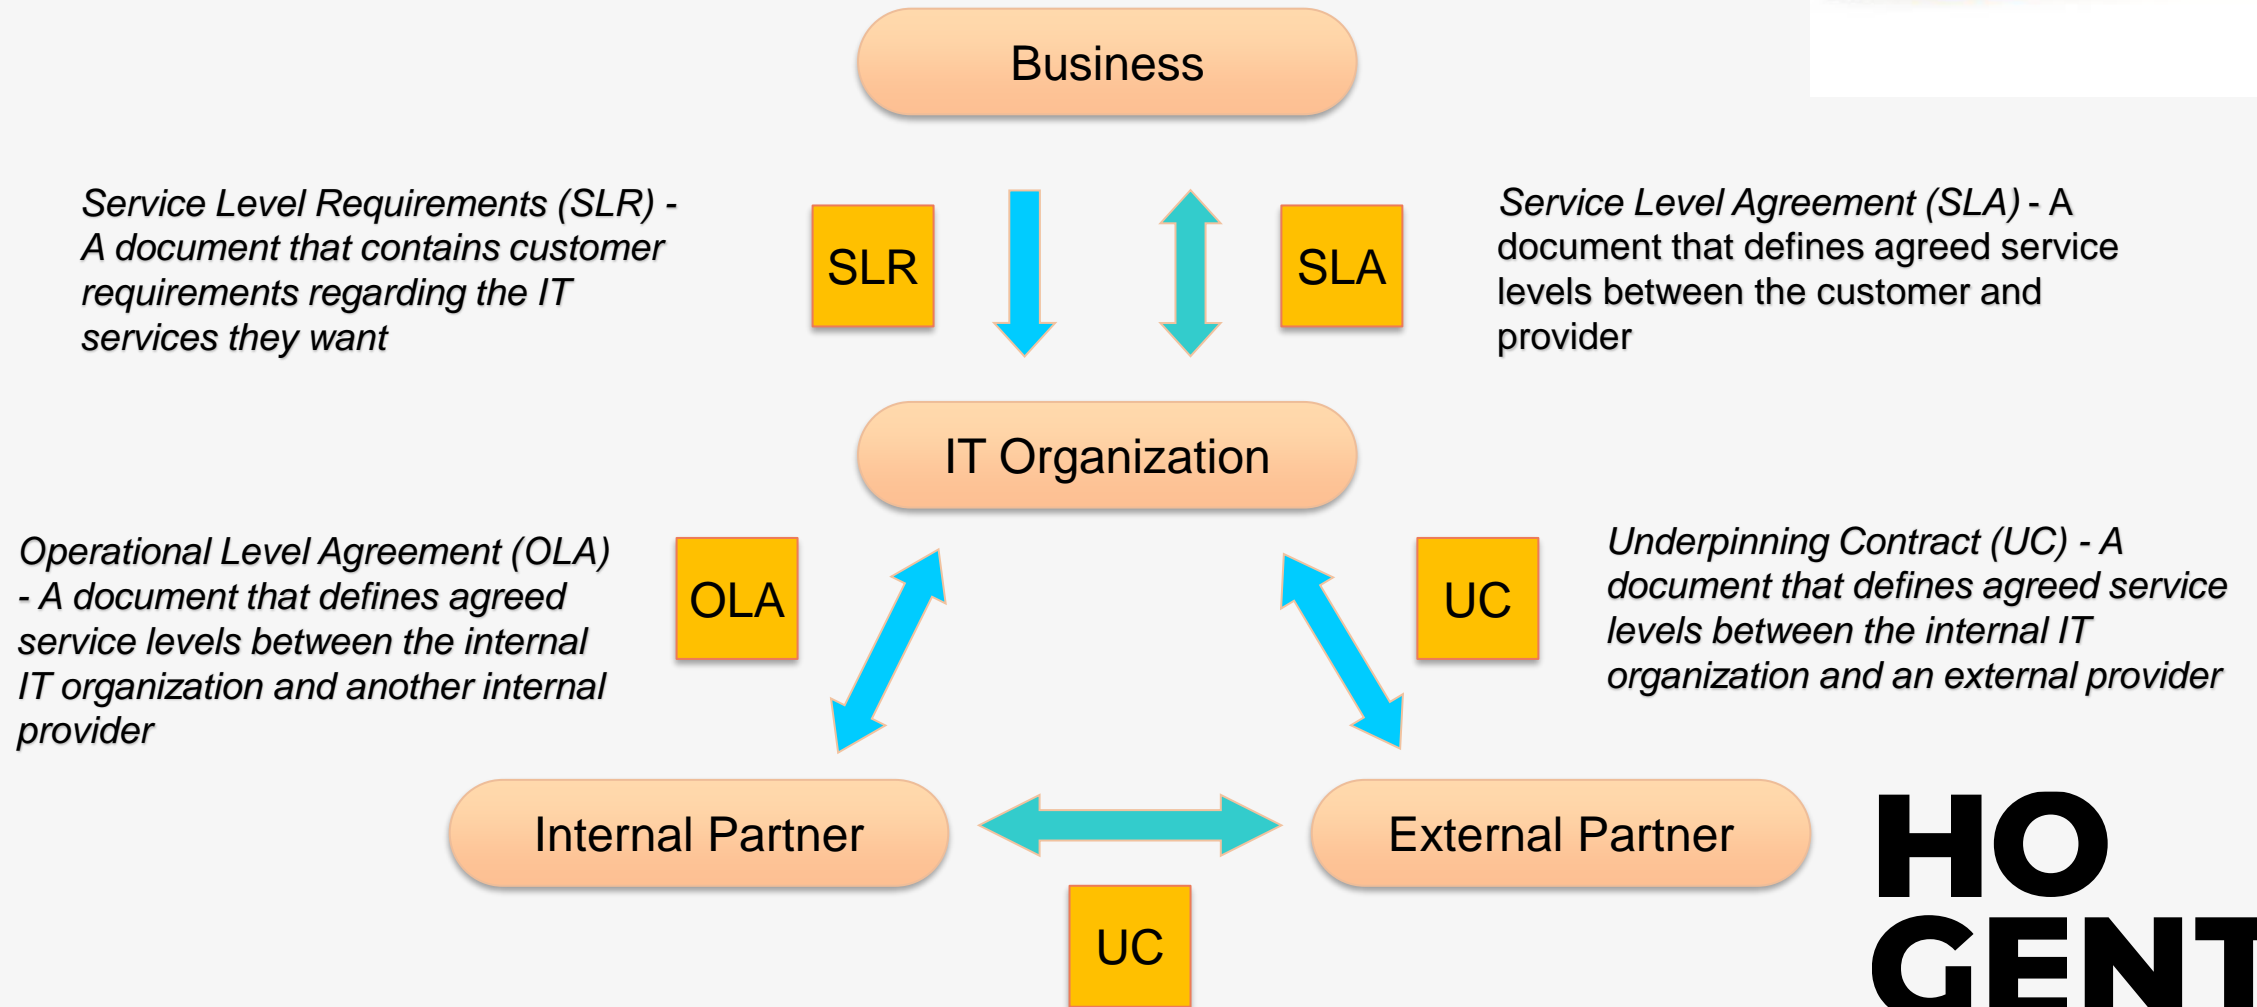 Business
Service Level Requirements (SLR) -
A document that contains customer
requirements regarding the IT
services they want
SLR
SLA
Service Level Agreement (SLA) - A
document that defines agreed service
levels between the customer and
provider
IT Organization
Operational Level Agreement (OLA)
- A document that defines agreed
service levels between the internal
IT organization and another internal
provider
OLA
UC
Underpinning Contract (UC) - A
document that defines agreed service
levels between the internal IT
organization and an external provider
Internal Partner
External Partner
UC
HO
GENT